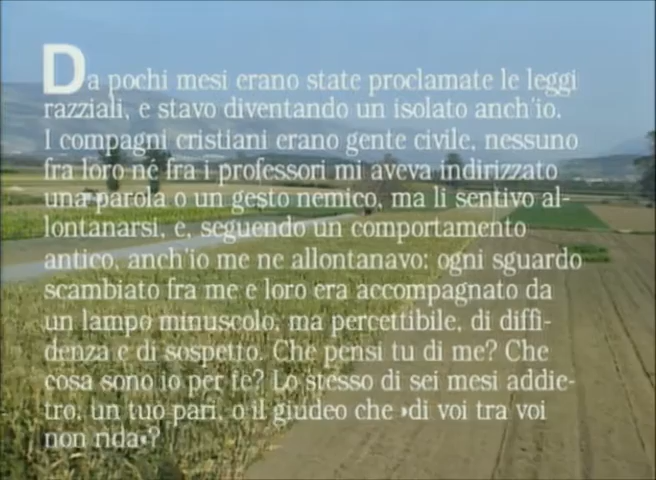 Da pochi mesi erano state proclamate le leggi
razziali, e stavo diventando un isolato anch'io.
I compagni cristiani erano gente civile, nessuno
fra loro né fra i professori mi aveva indirizzato
una parola o un gesto nemico, ma li sentivo al-
lontanarsi, e, seguendo un comportamento
antico, anch'io me ne allontanavo: ogni sguardo
scambiato fra me e loro era accompagnato da
un lampo minuscolo, ma percettibile, di diffi-
denza e di sospetto. Che pensi tu di me? Che
cosa sono io per te? Lo stesso di sei mesi addie-
tro, un tuo pari, o il giudeo che »di voi tra voi
non rida«?